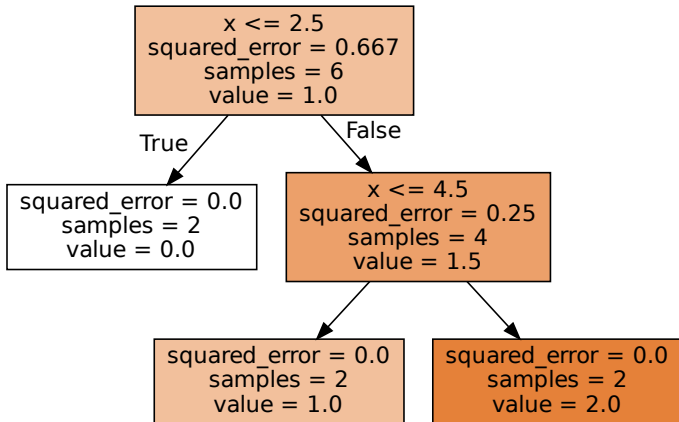 x <= 2.5
squared_error = 0.667
samples = 6
value = 1.0
True
False
squared_error = 0.0
samples = 2
value = 0.0
x <= 4.5
squared_error = 0.25
samples = 4
value = 1.5
squared_error = 0.0
samples = 2
value = 1.0
squared_error = 0.0
samples = 2
value = 2.0